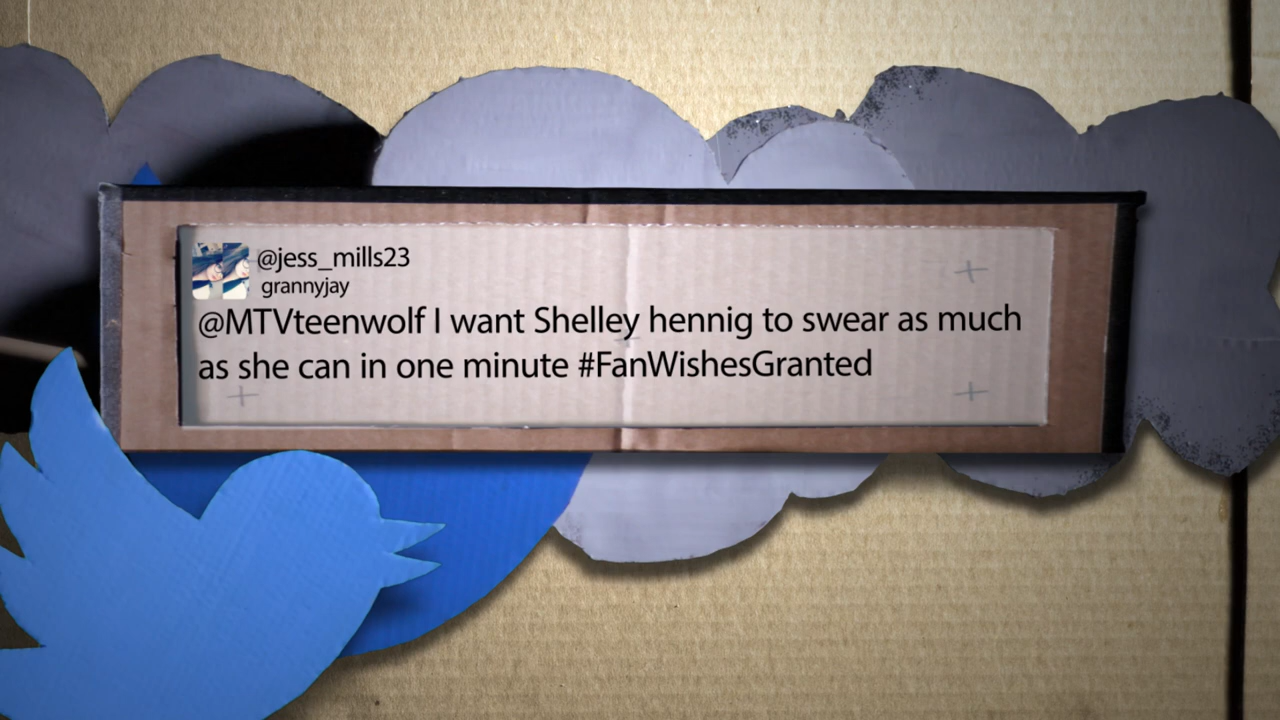 @jess_mills23
grannyjay
@MTVteenwolf I want Shelley hennig to swear as much
as she can in one minute #FanWishesGranted